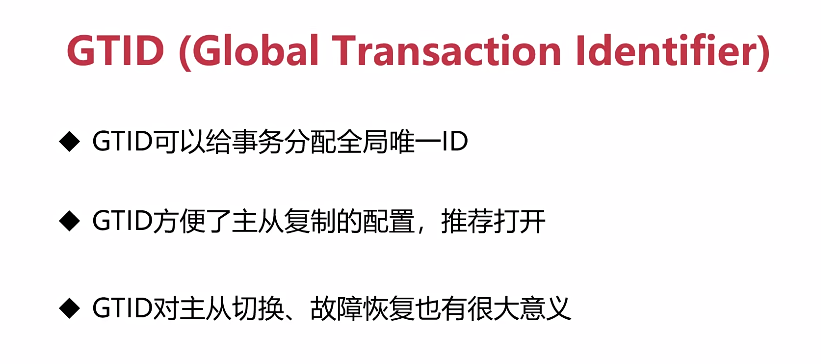 GTID (Global Transaction Identifier)
◆ GTID可以给事务分配全局唯一ID
◆ GTID方便了主从复制的配置，推荐打开
◆ GTID对主从切换、故障恢复也有很大意义